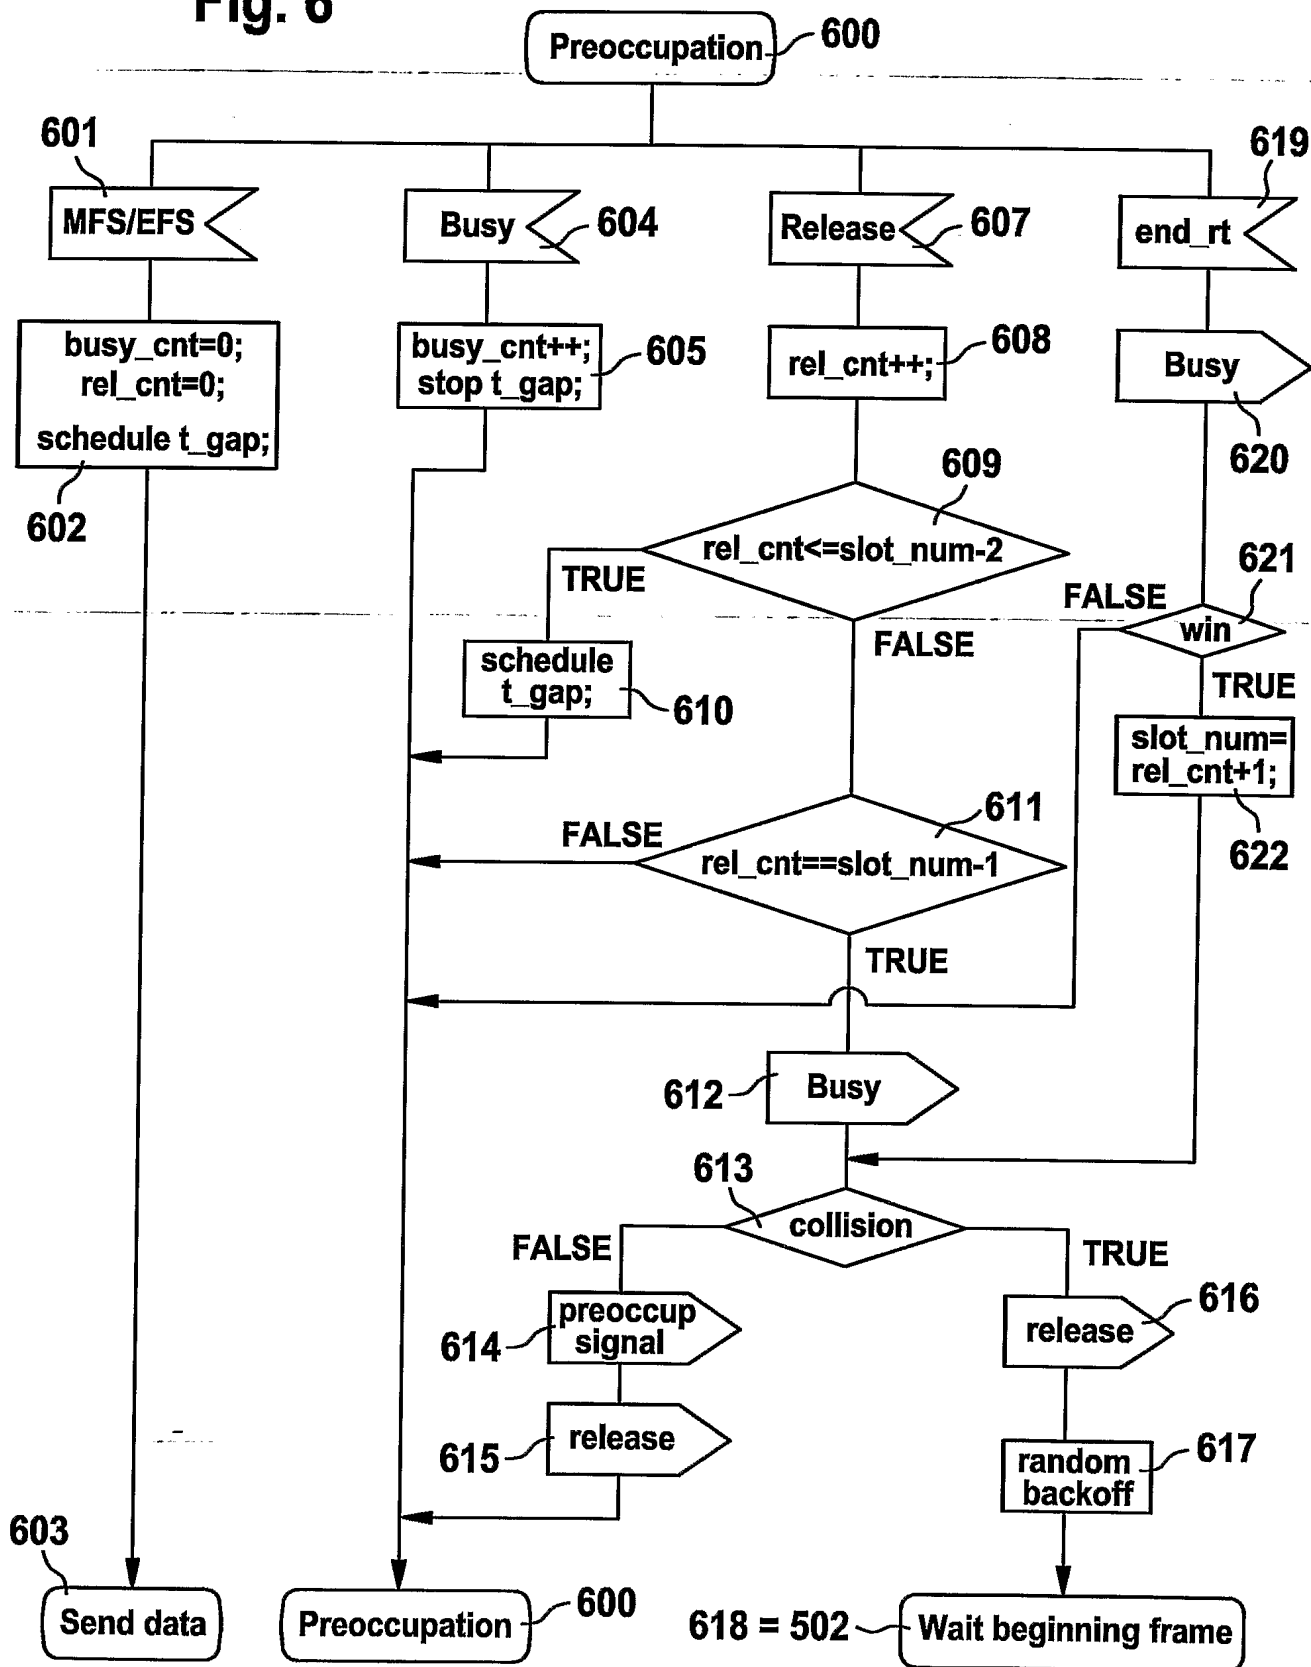 Fig. 6
Preoccupation
600
601
619
MFS/EFS
Busy
604
Release
607
end_rt
busy_cnt=0;
rel_cnt=0;
schedule t_gap;
602
busy_cnt++;
stop t_gap;
605
rel_cnt++;
608
Busy
620
609
rel_cnt<=slot_num-2
TRUE
FALSE
621
FALSE
win
TRUE
schedule
t_gap;
610
slot_num=
rel_cnt+1;
622
611
FALSE
rel_cnt==slot_num-1
TRUE
612
Busy
613
collision
FALSE
TRUE
614
preoccup
signal
release
616
615
release
random
backoff
617
603
Send data
Preoccupation
600
618 = 502
Wait beginning frame